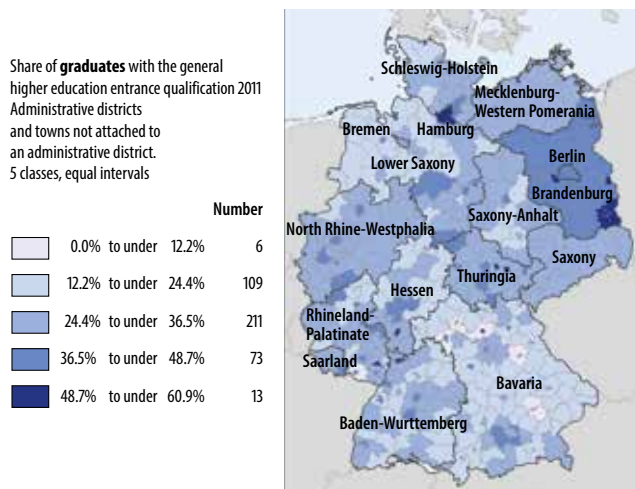 Share of graduates with the general
higher education entrance qualification 2011
Administrative districts
and towns not attached to
an administrative district.
5 classes, equal intervals
Number
0.0% to under 12.2% 6
12.2% to under 24.4% 109
24.4% to under 36.5% 211
36.5% to under 48.7% 73
48.7% to under 60.9% 13
Schleswig-Holstein
Mecklenburg-
Western Pomerania
Bremen
Hamburg
Lower Saxony
Berlin
Brandenburg
North Rhine-Westphalia
Saxony-Anhalt
Saxony
Thuringia
Hessen
Rhineland-
Palatinate
Saarland
Bavaria
Baden-Wurttemberg